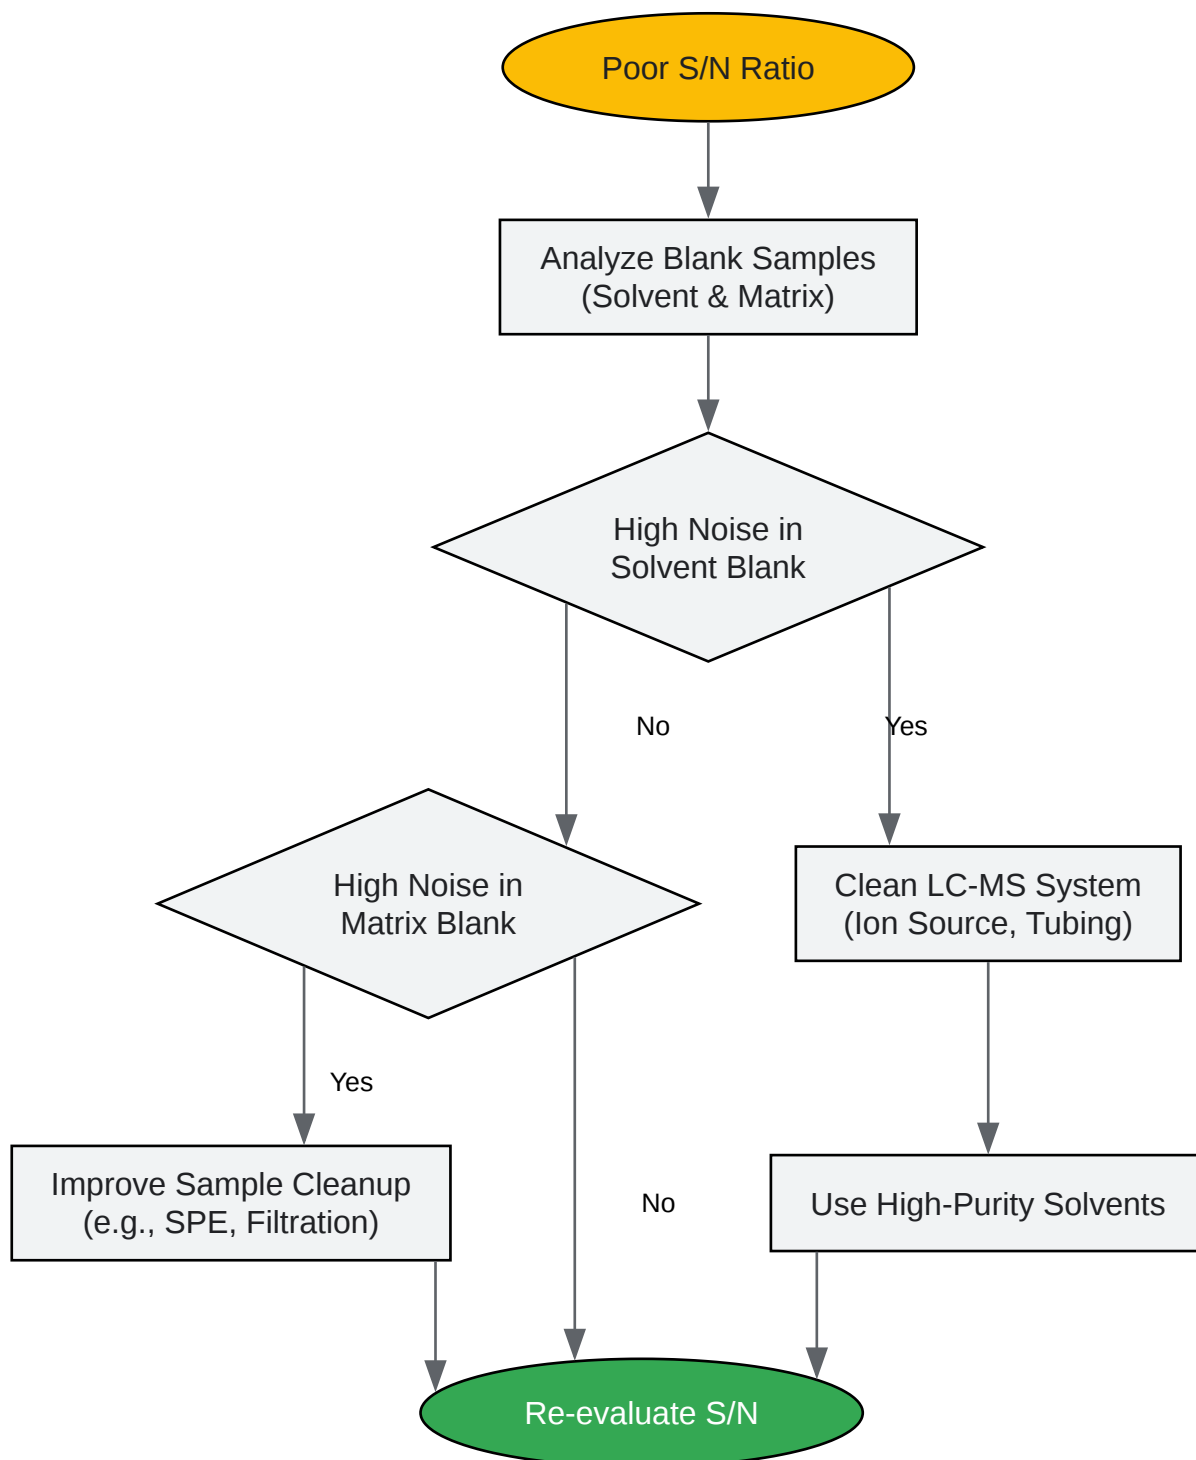 Poor S/N Ratio
Analyze Blank Samples
(Solvent & Matrix)
High Noise in
Solvent Blank
No
Yes
High Noise in
Matrix Blank
Clean LC-MS System
(Ion Source, Tubing)
Yes
Improve Sample Cleanup
(e.g., SPE, Filtration)
No
Use High-Purity Solvents
Re-evaluate S/N